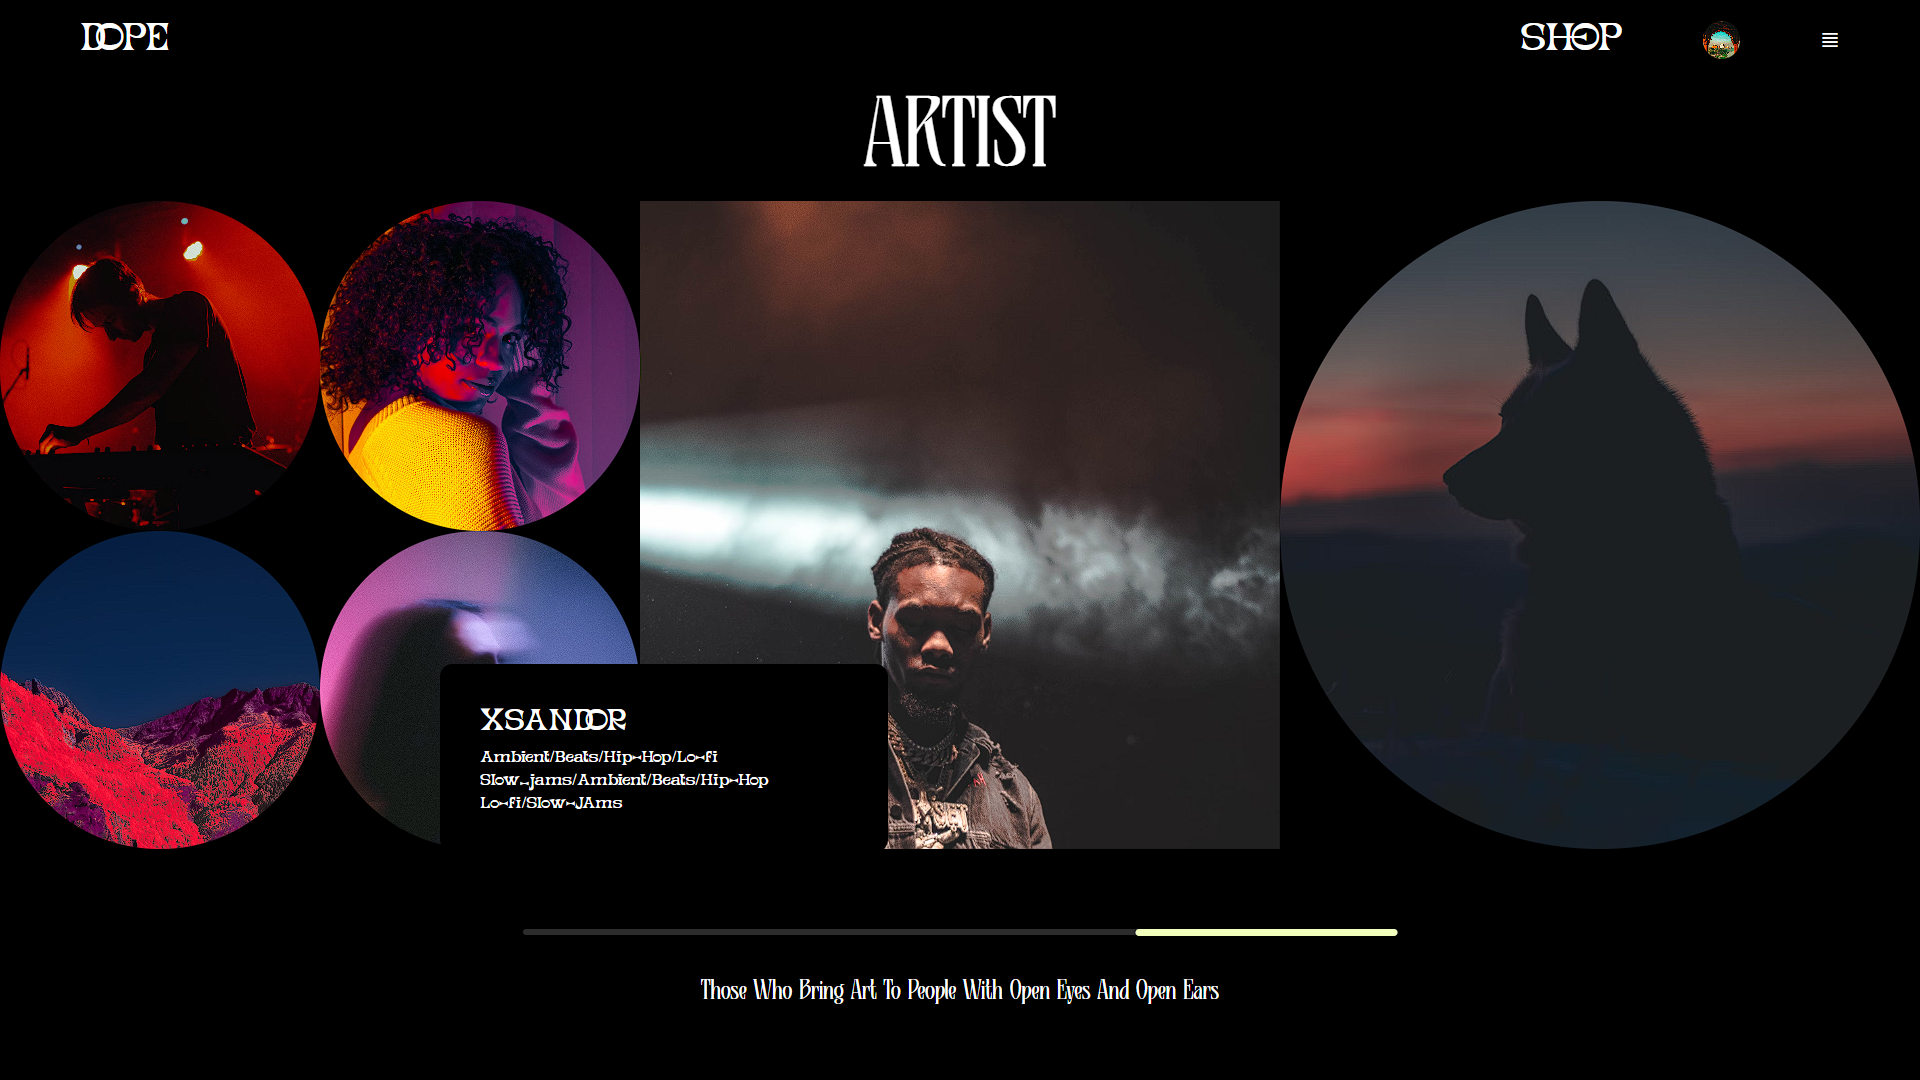 DOPE
SHOP
ARTIST
XSANDOR
Ambient/Beats/Hip-Hop/Lo-fi
Slow_jams/Ambient/Beats/Hip-Hop
Lo-fi/Slow-JAms
Those Who Bring Art To People With Open Eyes And Open Ears